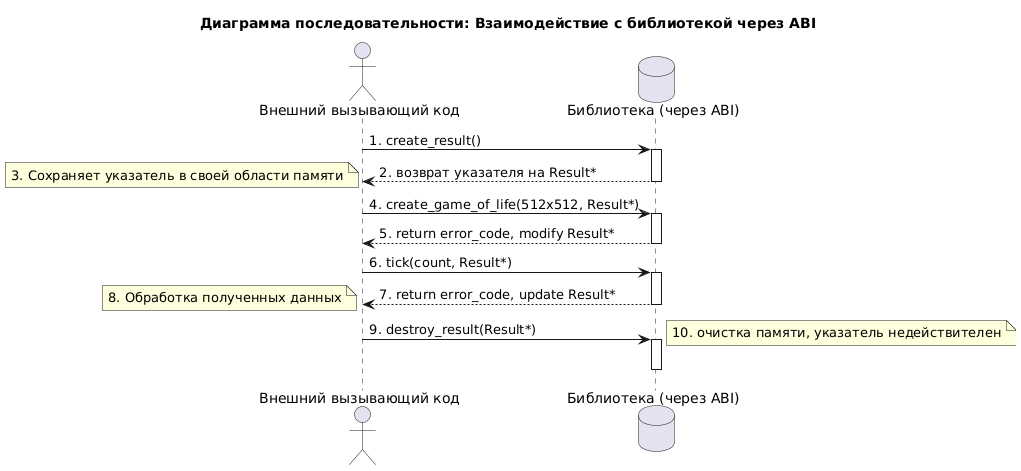 Диаграмма последовательности: Взаимодействие с библиотекой через ABI
Внешний вызывающий код
Библиотека (через ABI)
1. create_result()
2. возврат указателя на Result*
3. Сохраняет указатель в своей области памяти
4. create_game_of_life(512x512, Result*)
5. return error_code, modify Result*
6. tick(count, Result*)
7. return error_code, update Result*
8. Обработка полученных данных
9. destroy_result(Result*)
10. очистка памяти, указатель недействителен
Внешний вызывающий код
Библиотека (через ABI)